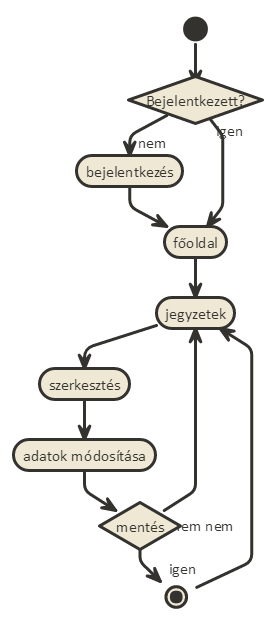 Bejelentkezett?
igen
nem
bejelentkezés
főoldal
jegyzetek
szerkesztés
adatok módosítása
mentés
nem nem
igen